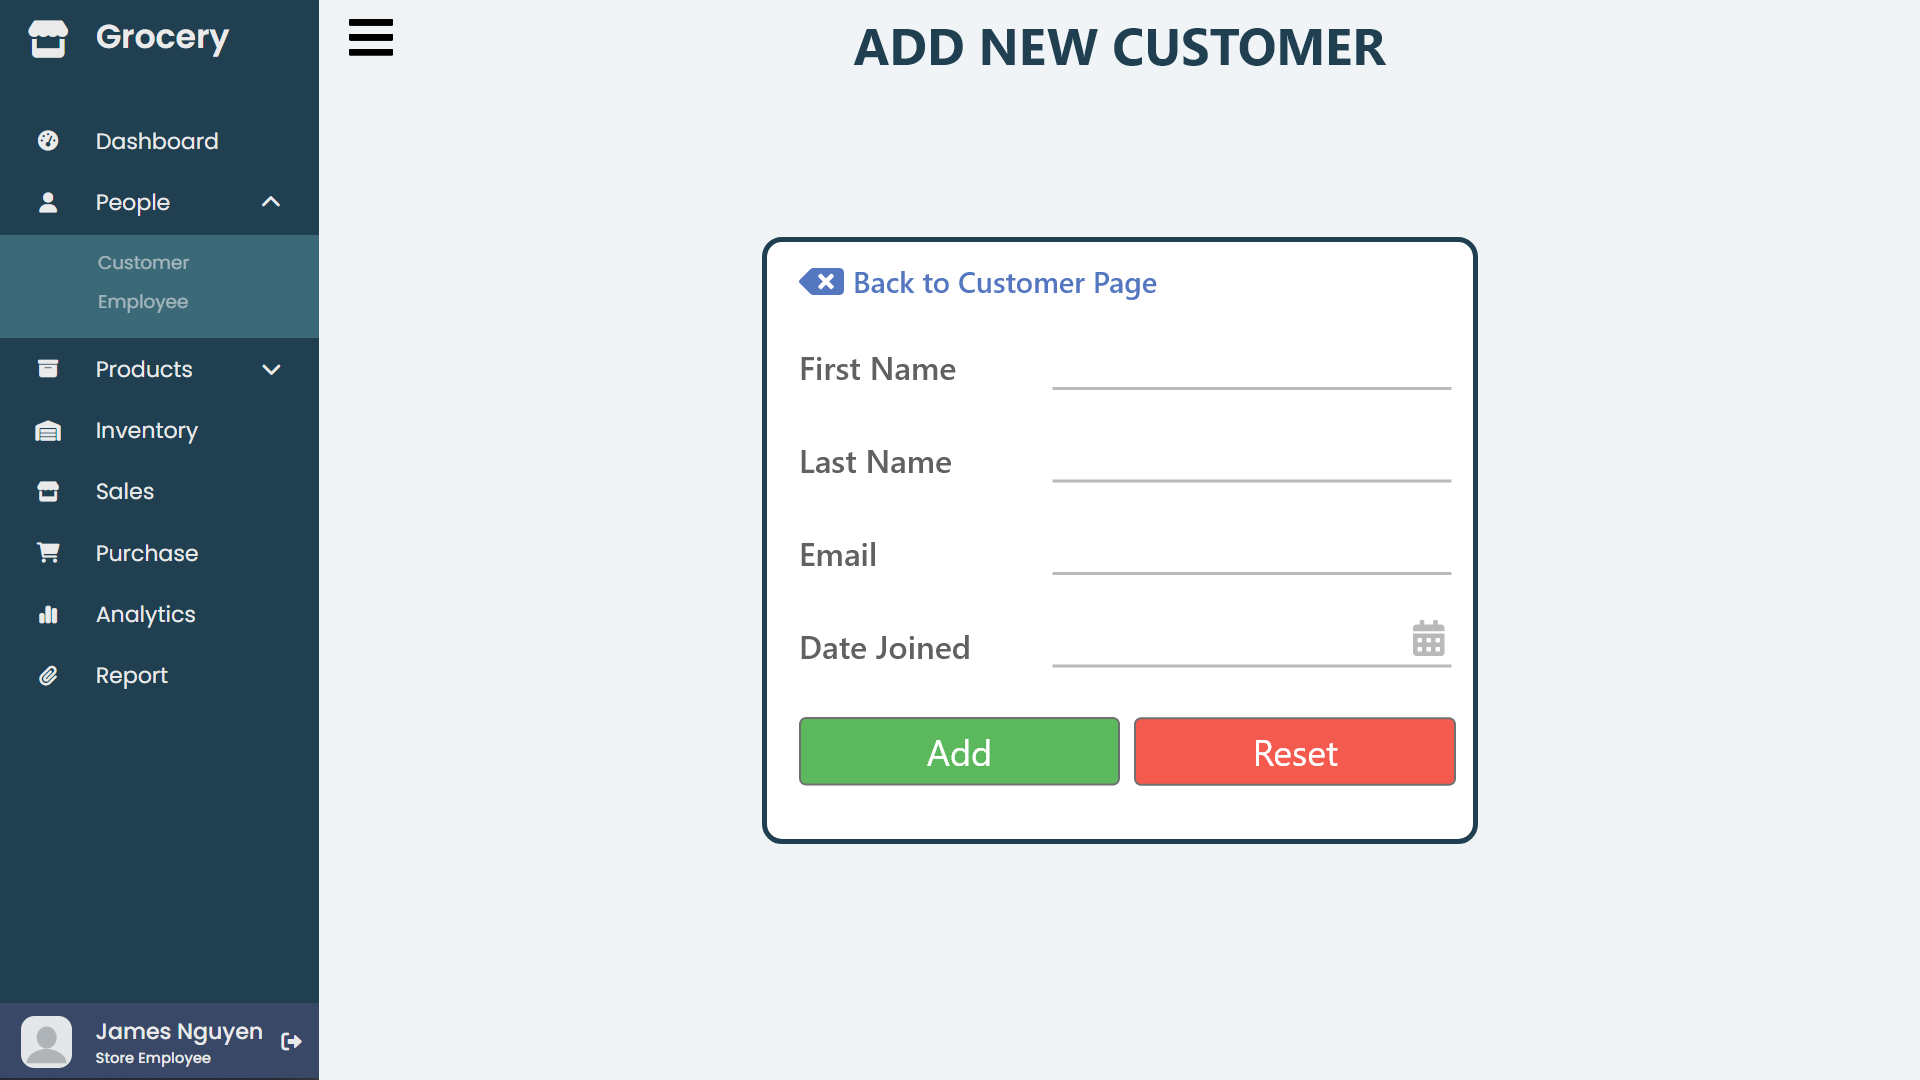 Grocery
Dashboard
People
Customer
Employee
Products
Inventory
Sales
Purchase
Analytics
Report
James Nguyen
Store Employee
ADD NEW CUSTOMER
Back to Customer Page
First Name
Last Name
Email
Date Joined
Add
Reset